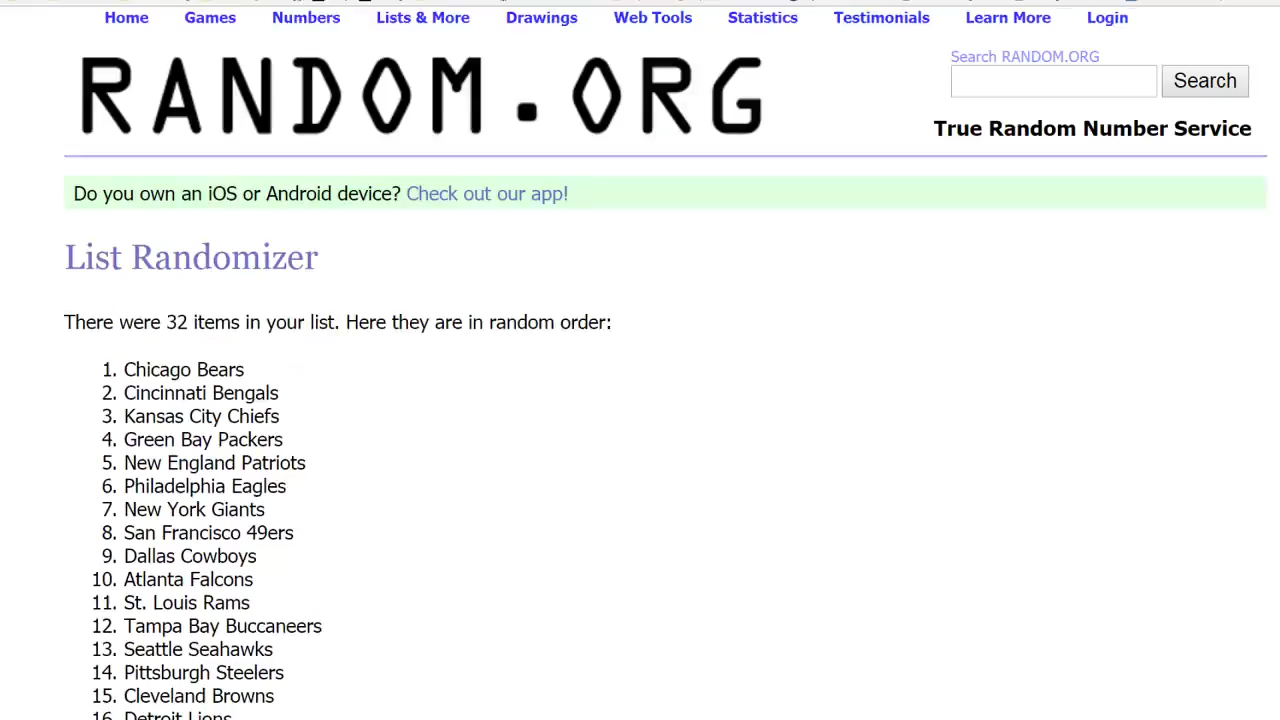 Home Games Numbers Lists & More Drawings Web Tools Statistics Testimonials Learn More Login
RANDOM.ORG
Search RANDOM.ORG
Search
True Random Number Service
Do you own an iOS or Android device? Check out our app!
List Randomizer
There were 32 items in your list. Here they are in random order:
1. Chicago Bears
2. Cincinnati Bengals
3. Kansas City Chiefs
4. Green Bay Packers
5. New England Patriots
6. Philadelphia Eagles
7. New York Giants
8. San Francisco 49ers
9. Dallas Cowboys
10. Atlanta Falcons
11. St. Louis Rams
12. Tampa Bay Buccaneers
13. Seattle Seahawks
14. Pittsburgh Steelers
15. Cleveland Browns
16. Detroit Lions